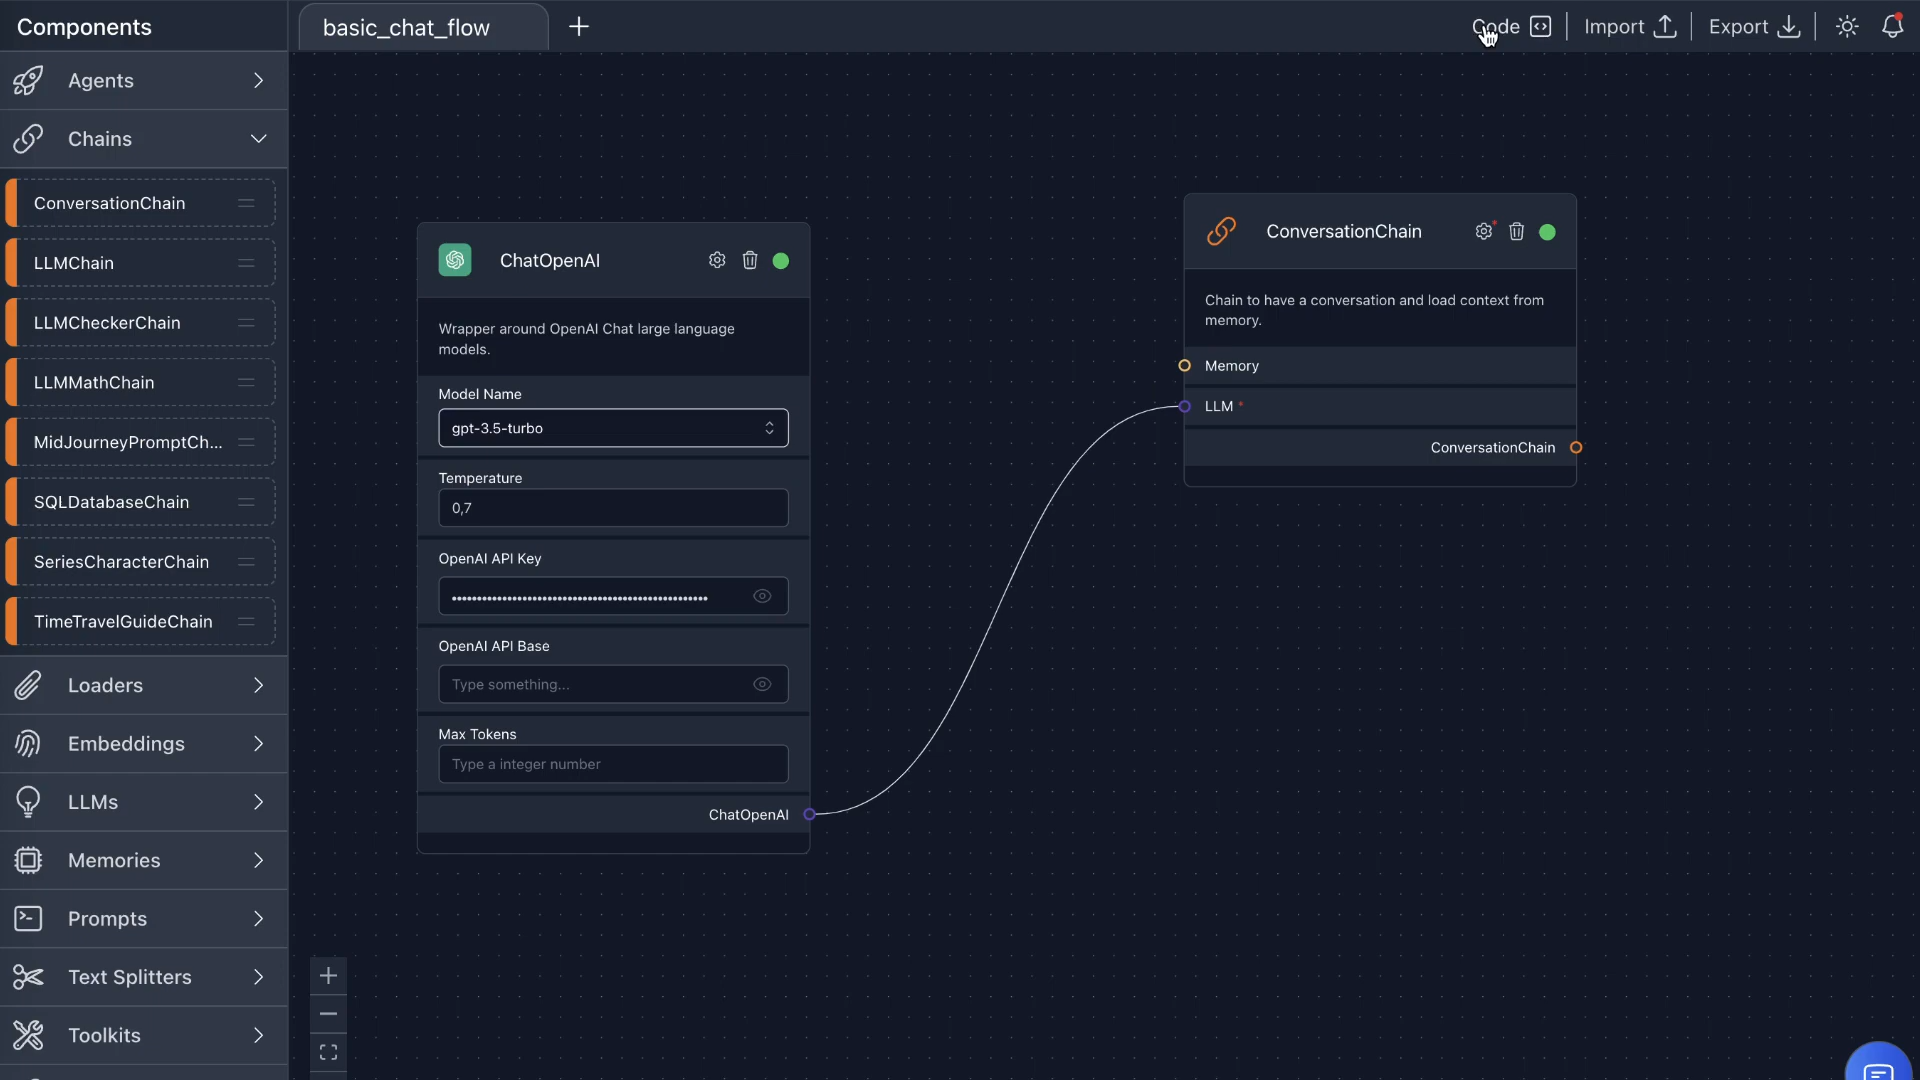 Components
basic_chat_flow
Code
Import
Export
Agents
Chains
ConversationChain
LLMChain
LLMCheckerChain
LLMMathChain
MidJourneyPromptCh...
SQLDatabaseChain
SeriesCharacterChain
TimeTravelGuideChain
Loaders
Embeddings
LLMs
Memories
Prompts
Text Splitters
Toolkits
ChatOpenAI
Wrapper around OpenAI Chat large language
models.
Model Name
gpt-3.5-turbo
Temperature
0,7
OpenAI API Key
OpenAI API Base
Type something...
Max Tokens
Type a integer number
ChatOpenAI
ConversationChain
Chain to have a conversation and load context from
memory.
Memory
LLM *
ConversationChain